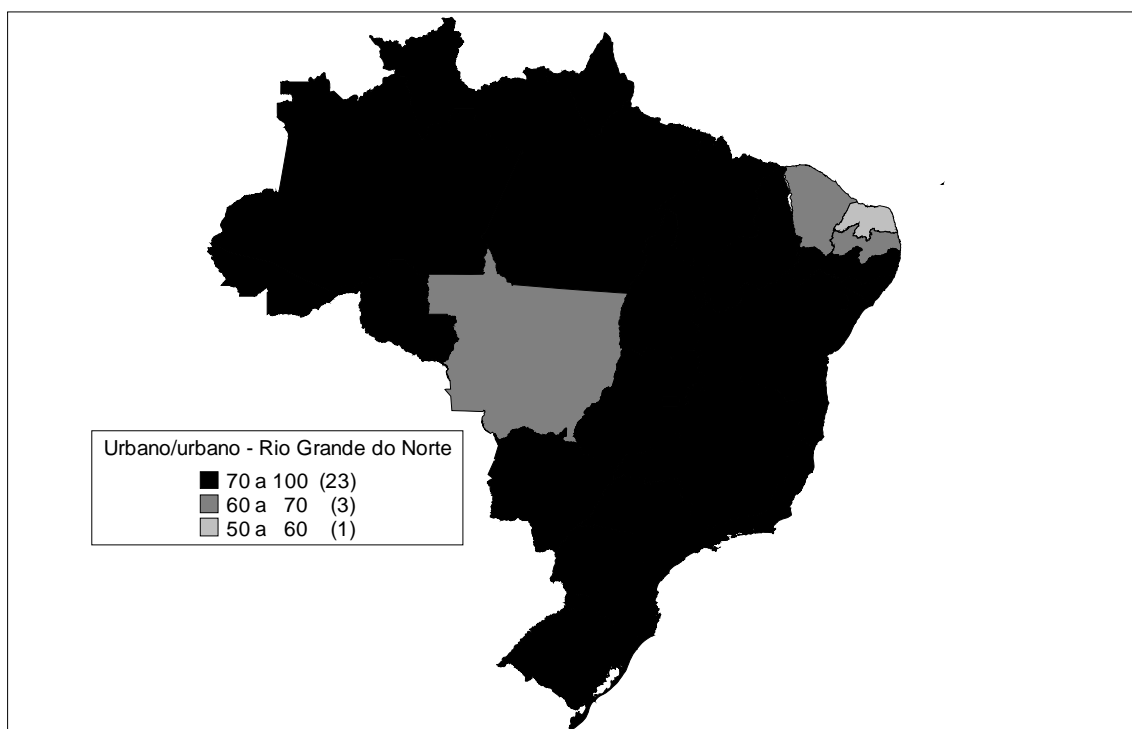 Urbano/urbano - Rio Grande do Norte
70 a 100 (23)
60 a 70 (3)
50 a 60 (1)